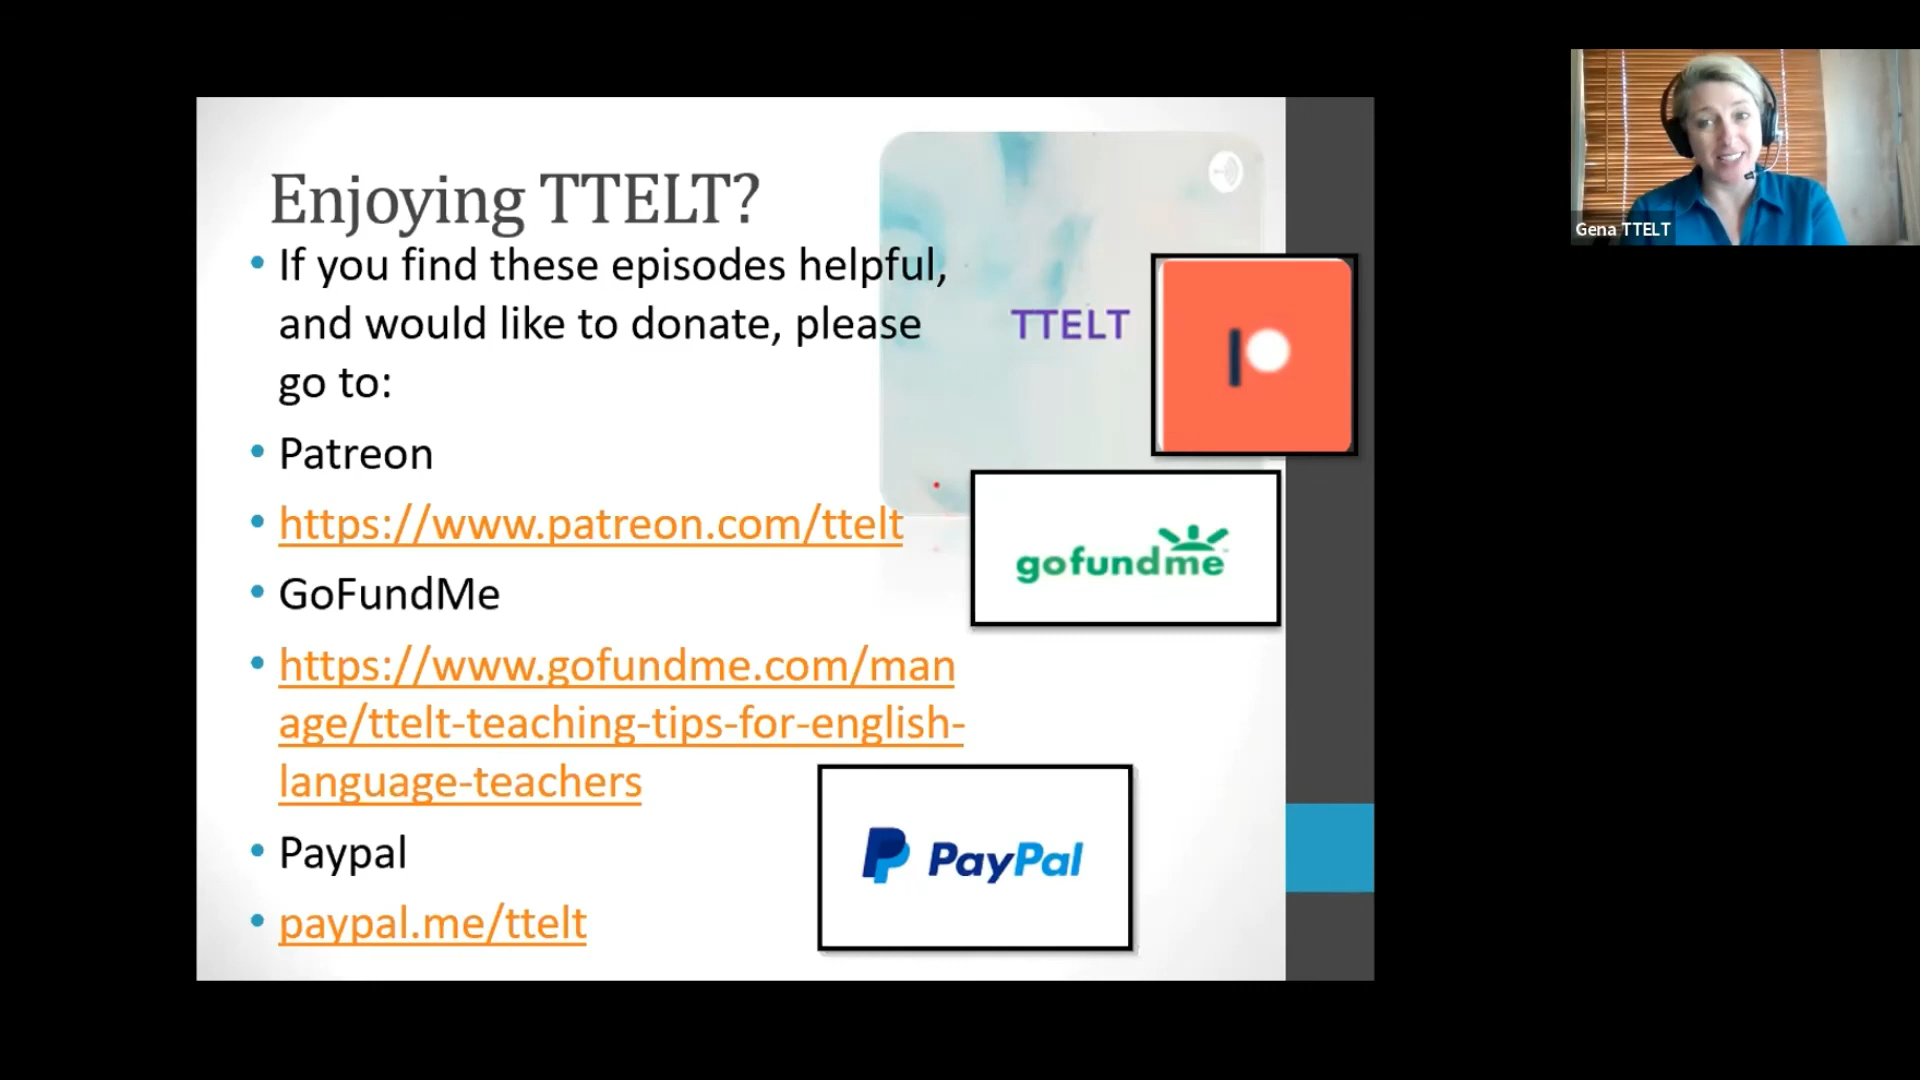 Enjoying TTELT?
• If you find these episodes helpful,
and would like to donate, please
go to:
• Patreon
• https://www.patreon.com/ttelt
• GoFundMe
• https://www.gofundme.com/man
age/ttelt-teaching-tips-for-english-
language-teachers
• Paypal
• paypal.me/ttelt
TTELT
gofundme
PayPal
Gena TTELT